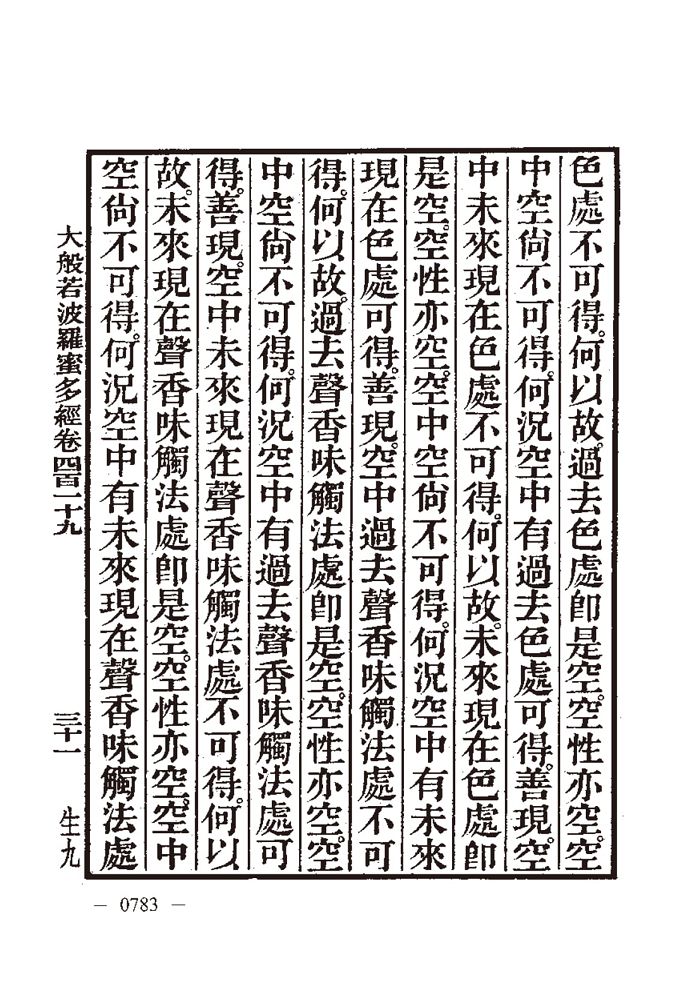 色處不可得。何以故。過去色處卽是空。空性亦空。空
中空尙不可得。何況空中有過去色處可得。善現。空
中未來現在色處不可得。何以故。未來現在色處卽
是空。空性亦空。空中空尙不可得。何況空中有未來
現在色處可得。善現。空中過去聲香味觸法處不可
得。何以故。過去聲香味觸法處卽是空。空性亦空。空
中空尙不可得。何況空中有過去聲香味觸法處可
得。善現。空中未來現在聲香味觸法處不可得。何以
故。未來現在聲香味觸法處卽是空。空性亦空。空中
空尙不可得。何況空中有未來現在聲香味觸法處
大般若波羅蜜多經卷四百一十九 三十一 生九
— 0783 —